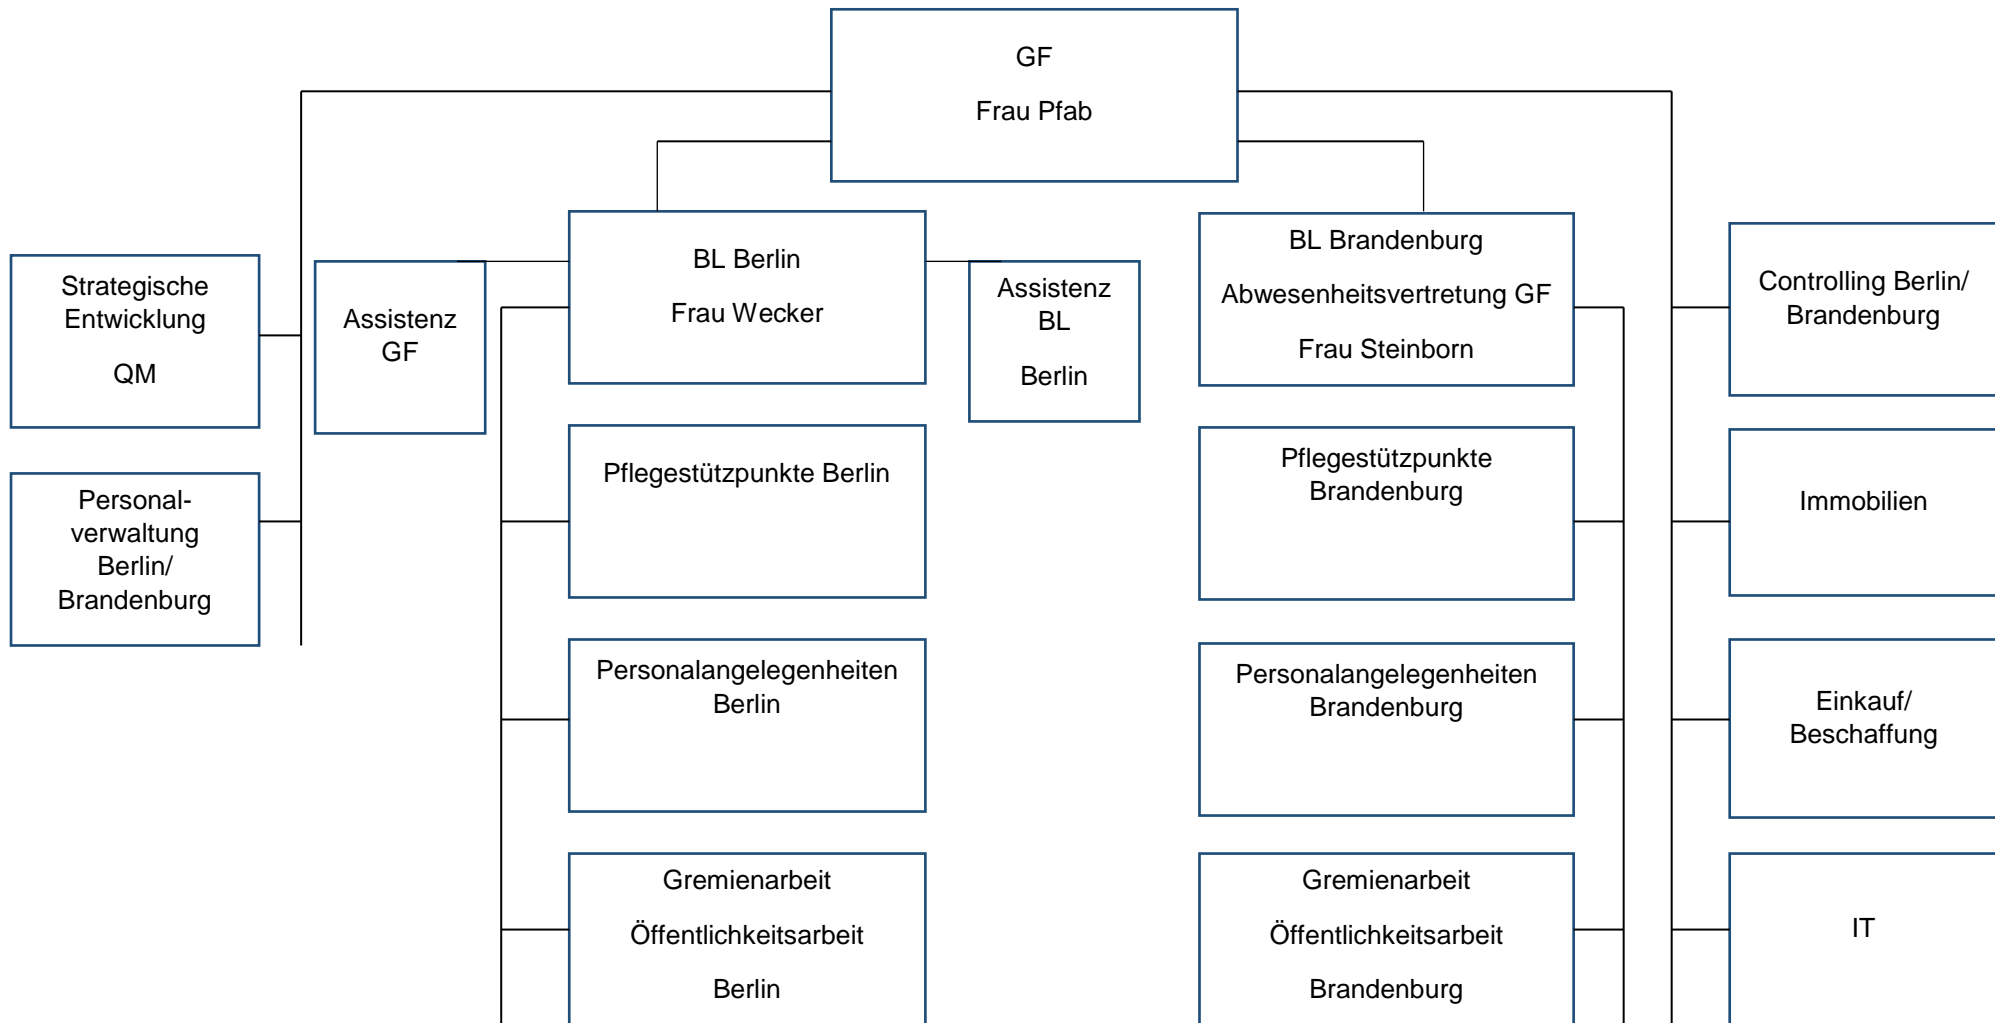 GF
Frau Pfab
BL Berlin
Frau Wecker
BL Brandenburg
Abwesenheitsvertretung GF
Frau Steinborn
Strategische
Entwicklung
QM
Assistenz
GF
Assistenz
BL
Berlin
Controlling Berlin/
Brandenburg
Personal-
verwaltung
Berlin/
Brandenburg
Pflegestützpunkte Berlin
Pflegestützpunkte
Brandenburg
Immobilien
Personalangelegenheiten
Berlin
Personalangelegenheiten
Brandenburg
Einkauf/
Beschaffung
Gremienarbeit
Öffentlichkeitsarbeit
Berlin
Gremienarbeit
Öffentlichkeitsarbeit
Brandenburg
IT